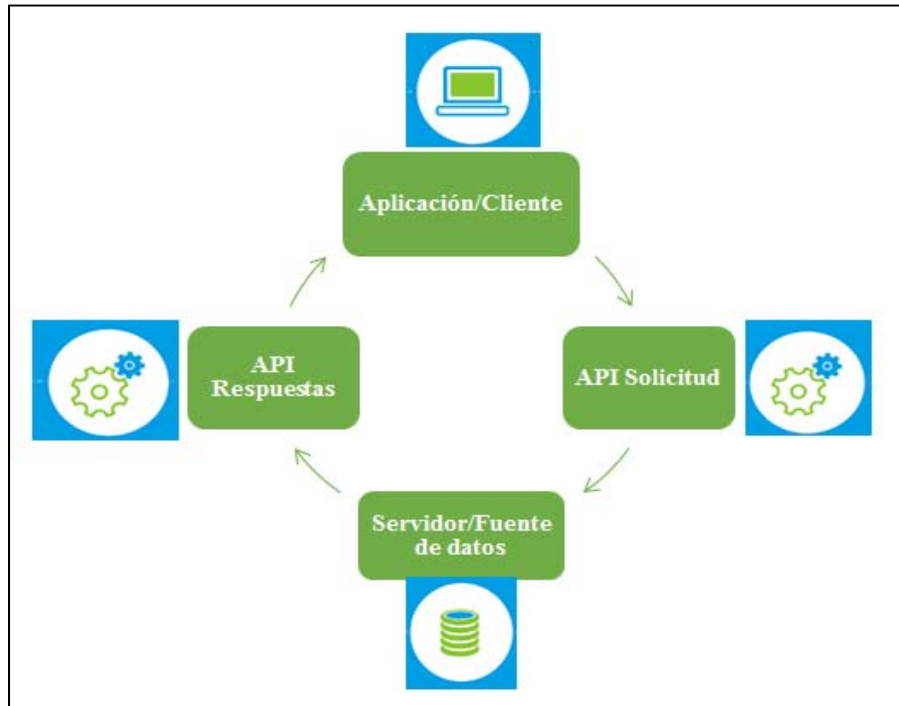 Aplicación/Cliente
API Solicitud
Servidor/Fuente
de datos
API
Respuestas